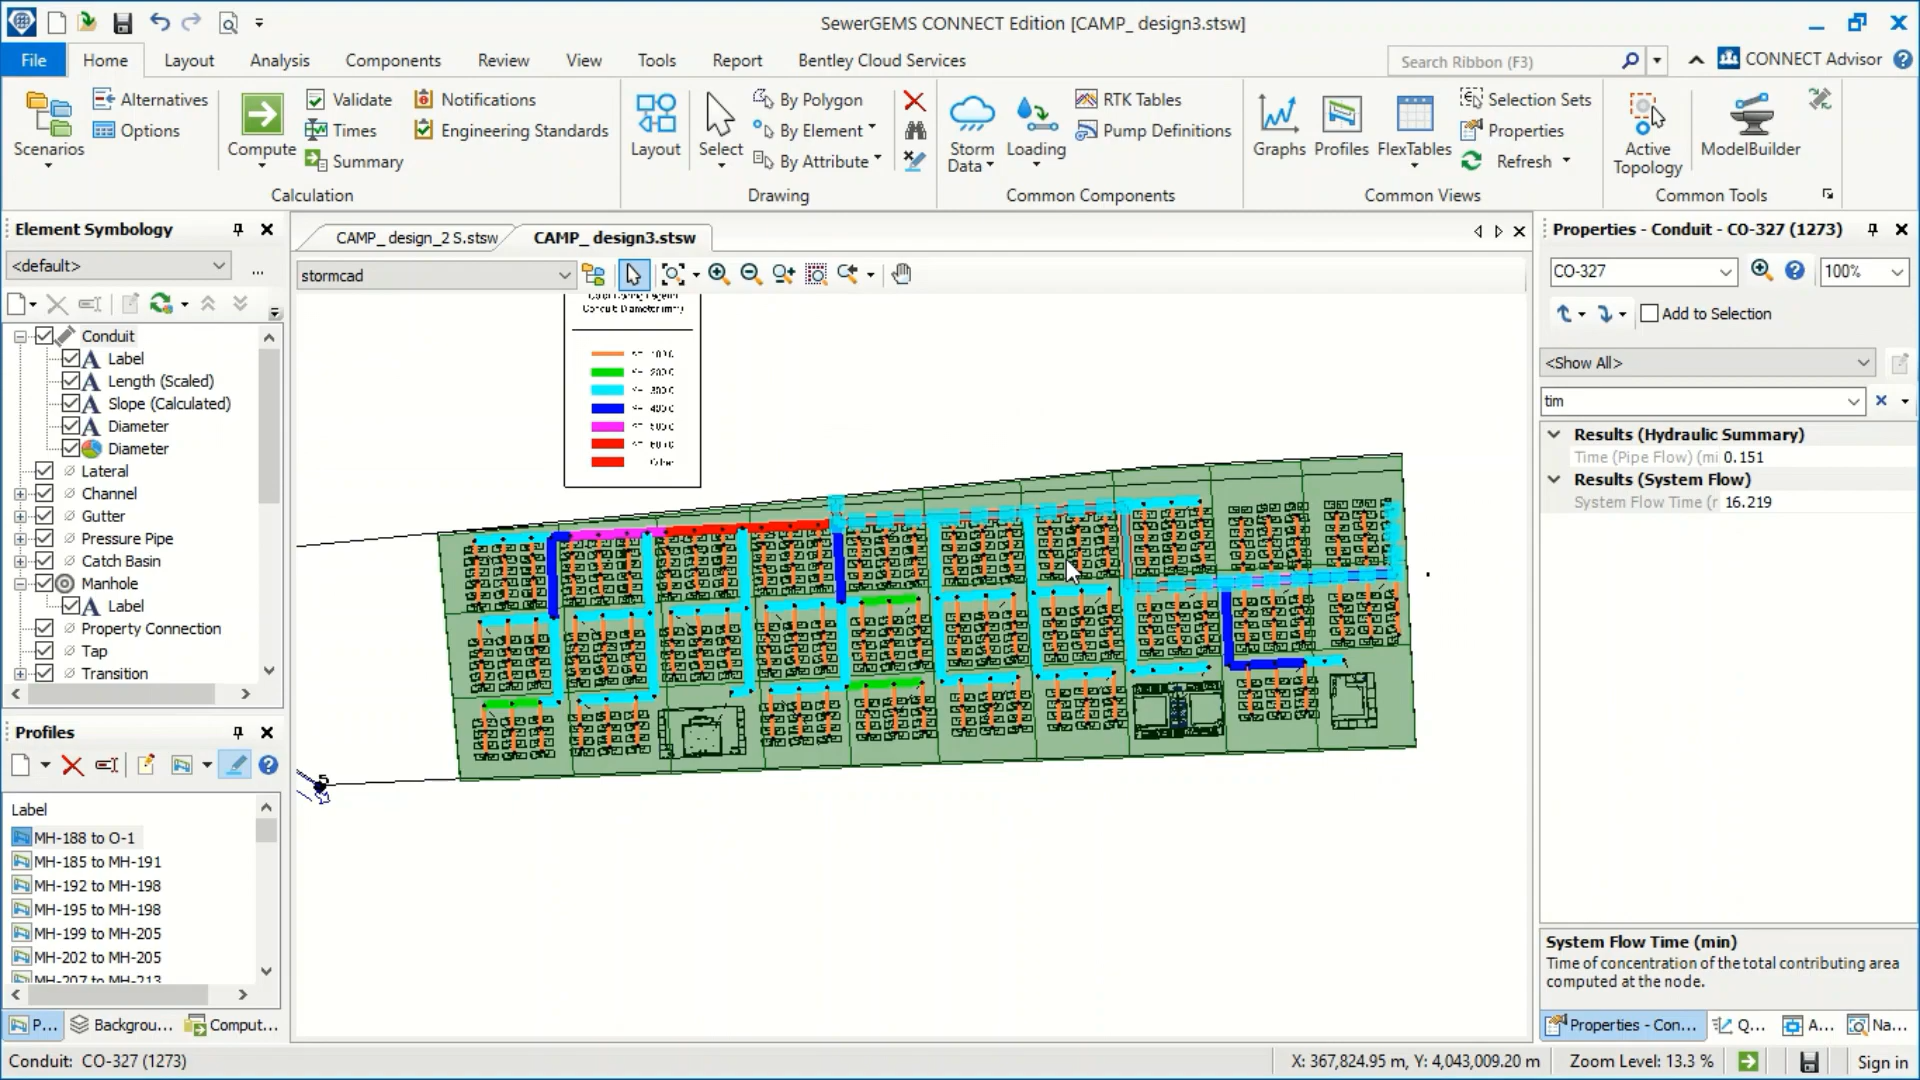 SewerGEMS CONNECT Edition [CAMP_ design3.stsw]
File Home Layout Analysis Components Review View Tools Report Bentley Cloud Services
Search Ribbon (F3)
CONNECT Advisor
Scenarios
Alternatives
Options
Compute
Validate
Times
Summary
Notifications
Engineering Standards
Calculation
Layout
Select
By Polygon
By Element
By Attribute
Drawing
Storm
Data
Loading
RTK Tables
Pump Definitions
Common Components
Graphs
Profiles
FlexTables
Selection Sets
Properties
Refresh
Common Views
Active
Topology
ModelBuilder
Common Tools
Element Symbology
<default>
...
Conduit
Label
Length (Scaled)
Slope (Calculated)
Diameter
Diameter
Lateral
Channel
Gutter
Pressure Pipe
Catch Basin
Manhole
Label
Property Connection
Tap
Transition
Profiles
Label
MH-188 to O-1
MH-185 to MH-191
MH-192 to MH-198
MH-195 to MH-198
MH-199 to MH-205
MH-202 to MH-205
MH-207 to MH-213
P... Backgrou... Comput...
CAMP_ design_2 S.stsw
CAMP_ design3.stsw
stormcad
Conduit: Diameter (mm)
Properties - Conduit - CO-327 (1273)
CO-327
100%
Add to Selection
<Show All>
tim
Results (Hydraulic Summary)
Time (Pipe Flow) (mi 0.151
Results (System Flow)
System Flow Time (r 16.219
System Flow Time (min)
Time of concentration of the total contributing area
computed at the node.
Properties - Con... Q... A... Na...
Conduit: CO-327 (1273)
X: 367,824.95 m, Y: 4,043,009.20 m
Zoom Level: 13.3 %
Sign in